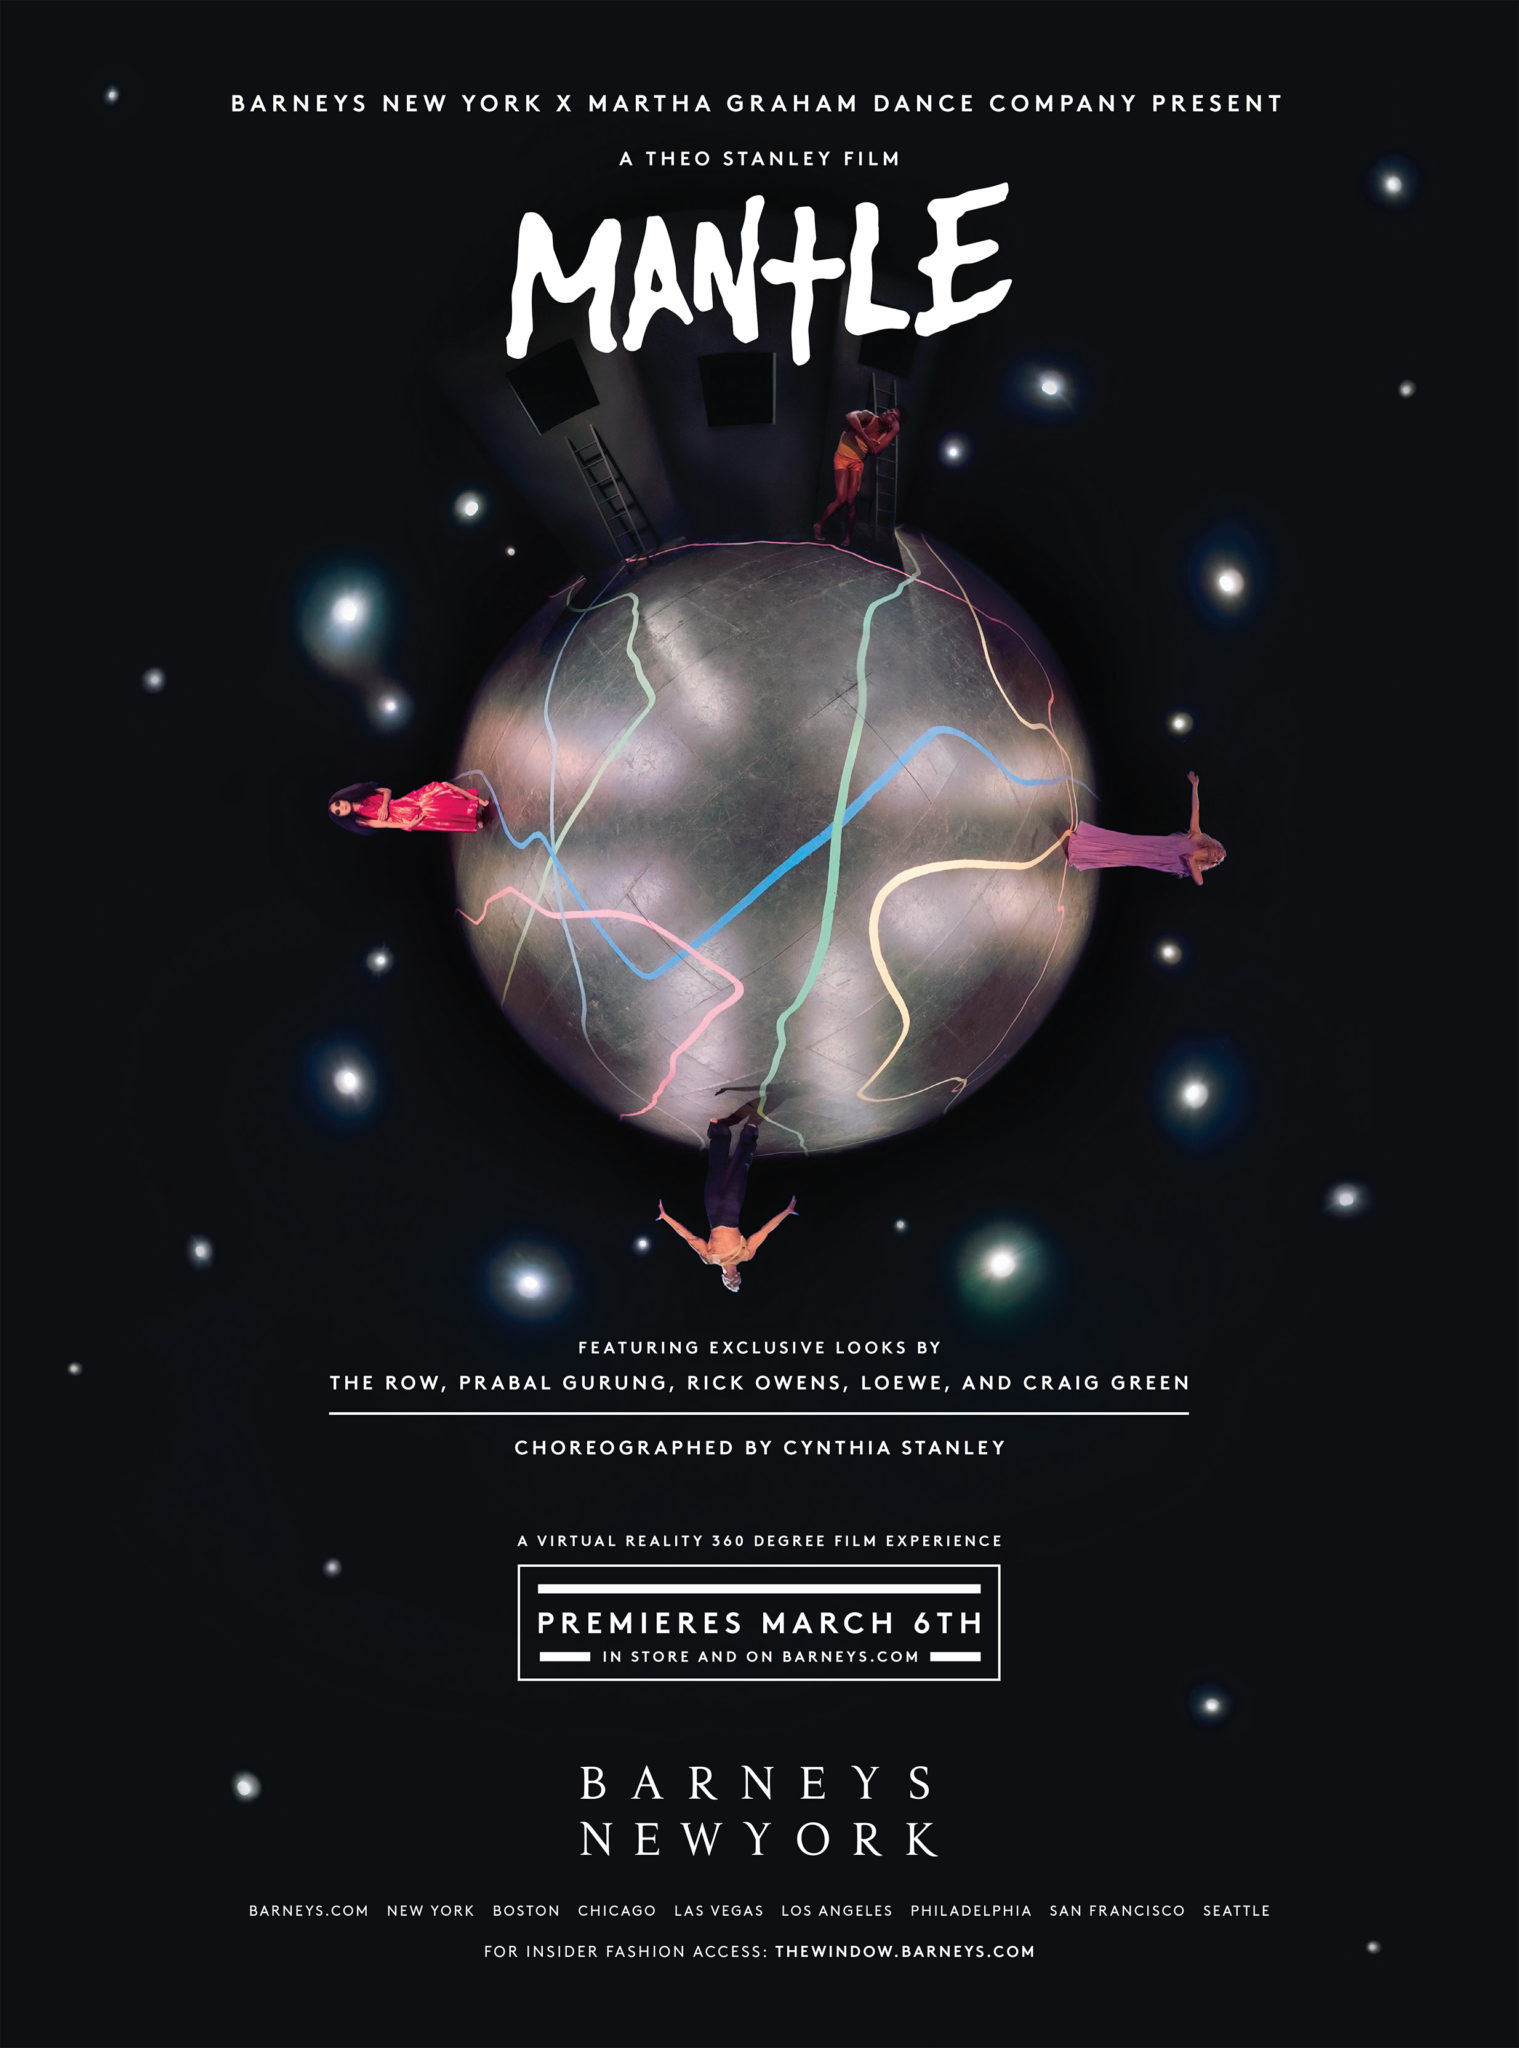 BARNEYS NEW YORK X MARTHA GRAHAM DANCE COMPANY PRESENT
A THEO STANLEY FILM
MANTLE
FEATURING EXCLUSIVE LOOKS BY
THE ROW, PRABAL GURUNG, RICK OWENS, LOEWE, AND CRAIG GREEN
CHOREOGRAPHED BY CYNTHIA STANLEY
A VIRTUAL REALITY 360 DEGREE FILM EXPERIENCE
PREMIERES MARCH 6TH
IN STORE AND ON BARNEYS.COM
BARNEYS
NEWYORK
BARNEYS.COM NEW YORK BOSTON CHICAGO LAS VEGAS LOS ANGELES PHILADELPHIA SAN FRANCISCO SEATTLE
FOR INSIDER FASHION ACCESS: THEWINDOW.BARNEYS.COM